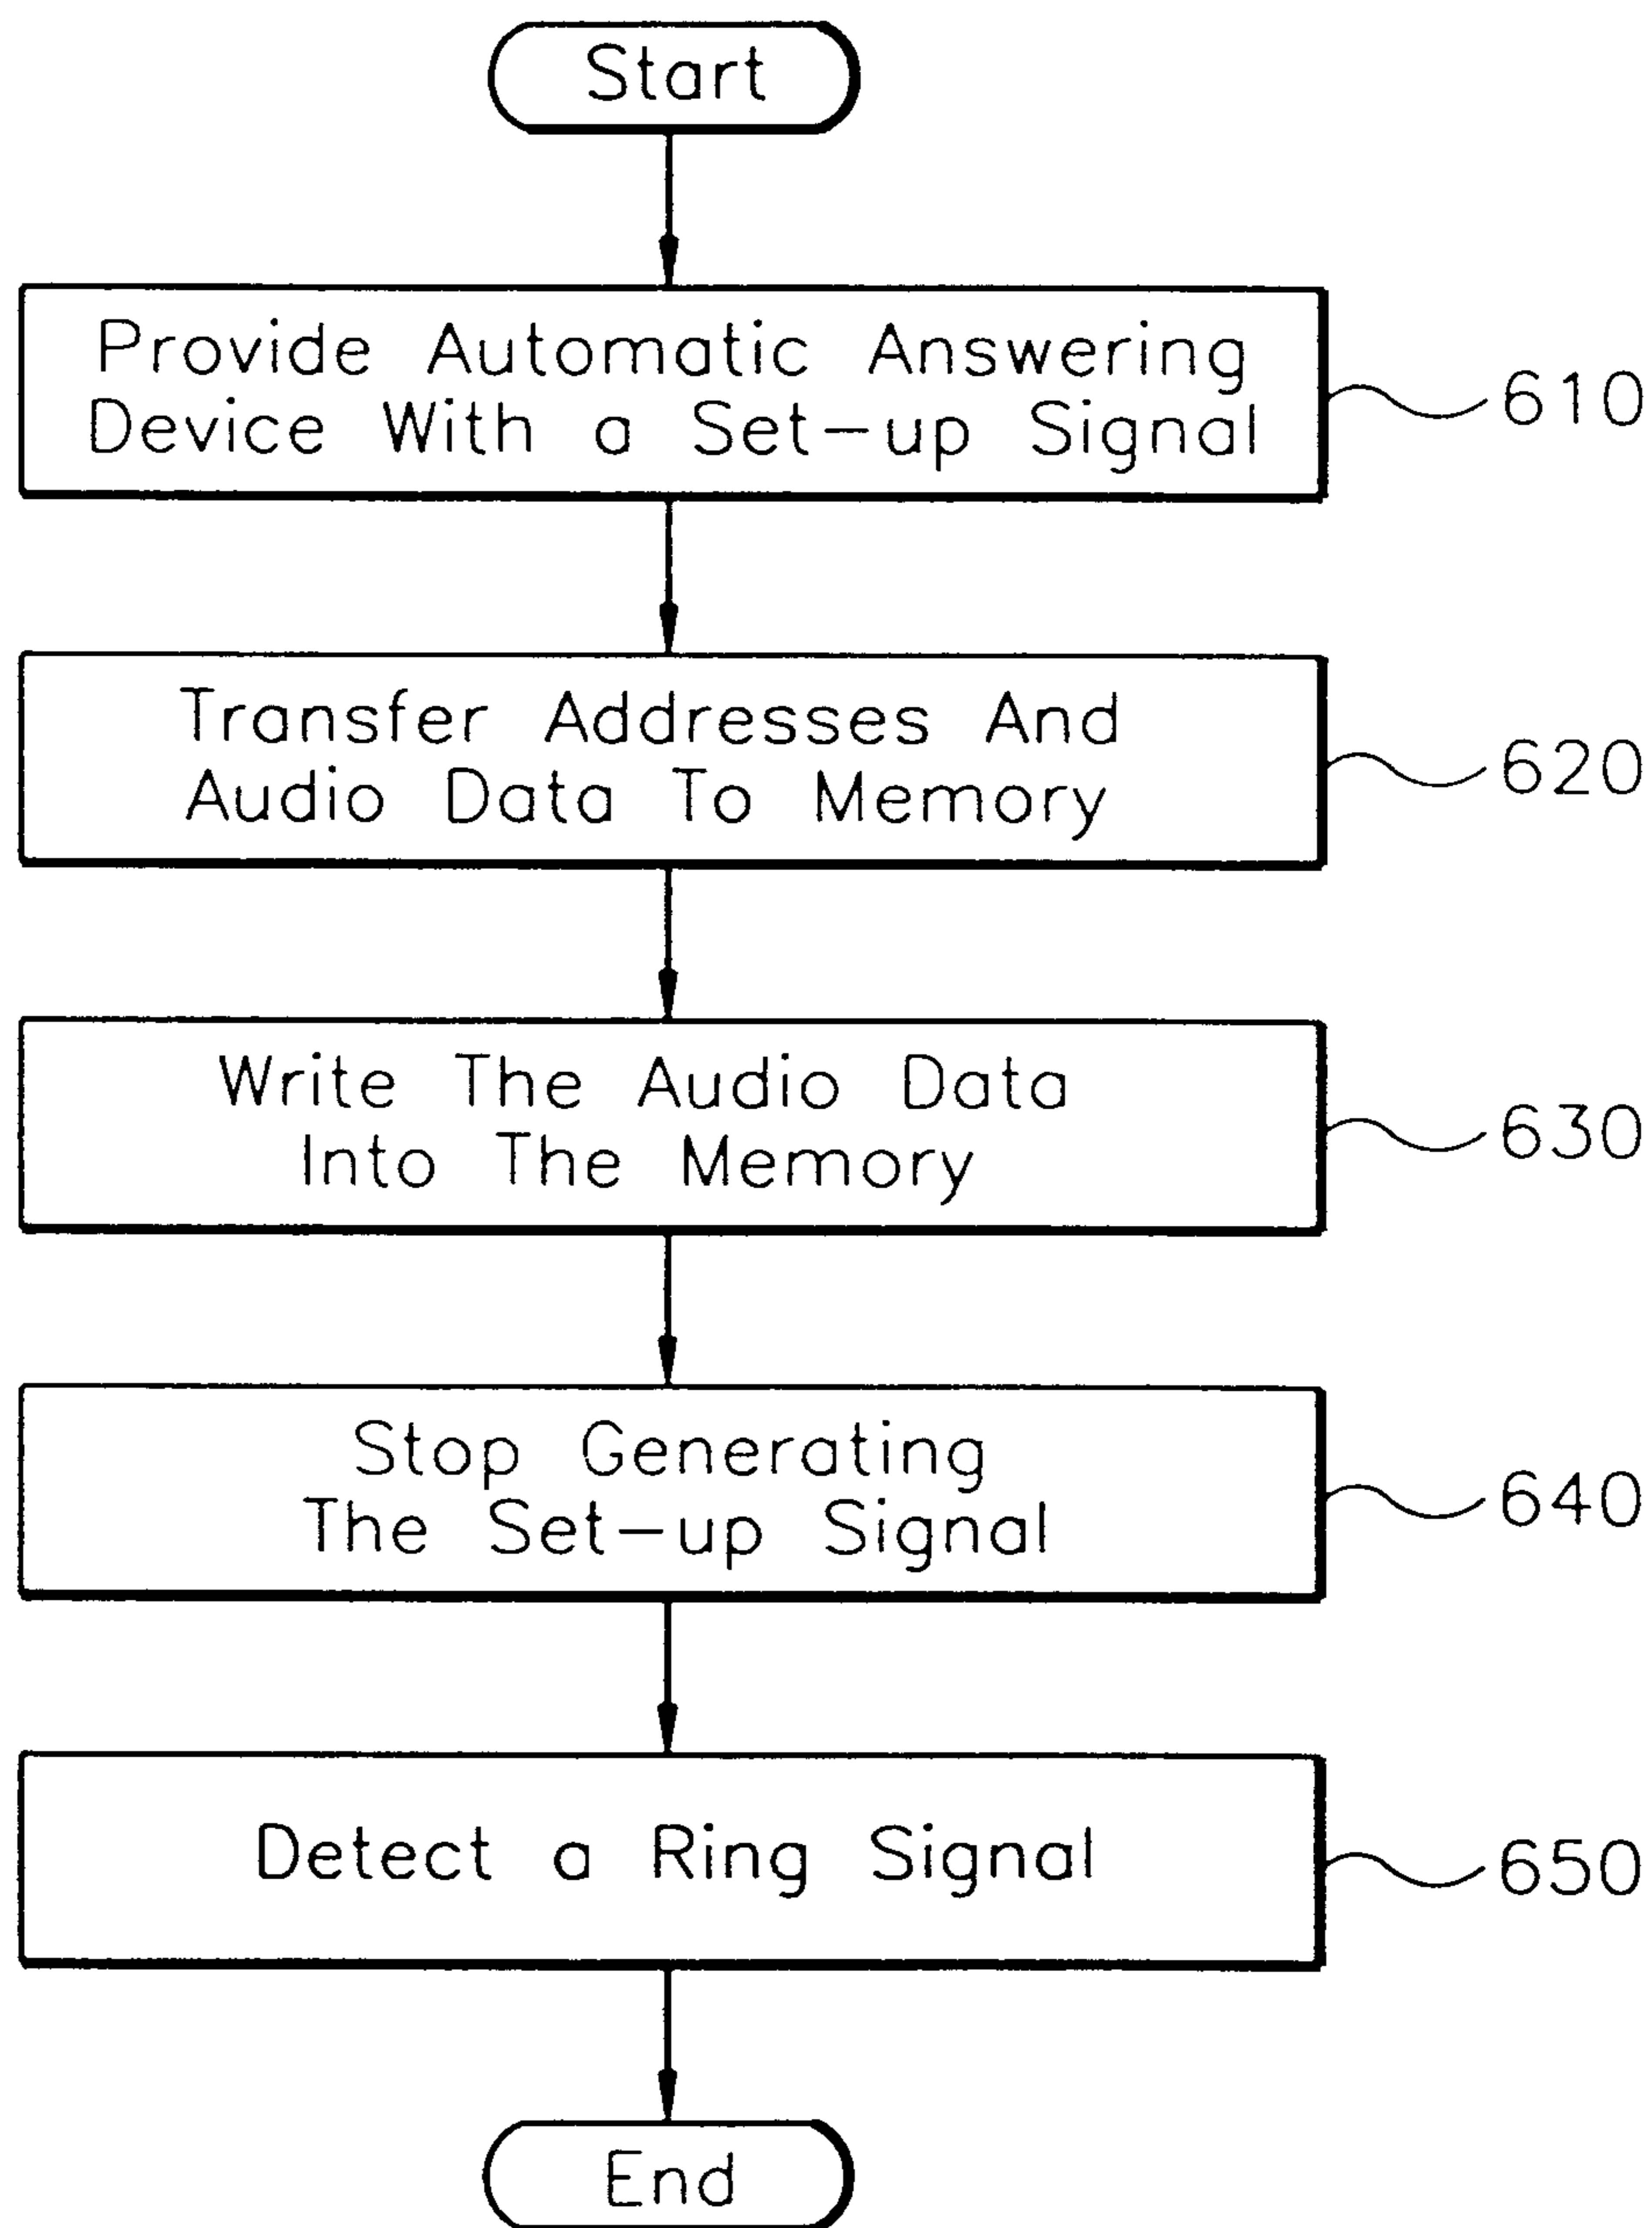 Start
Provide Automatic Answering
Device With a Set-up Signal
610
Transfer Addresses And
Audio Data To Memory
620
Write The Audio Data
Into The Memory
630
Stop Generating
The Set-up Signal
640
Detect a Ring Signal
650
End